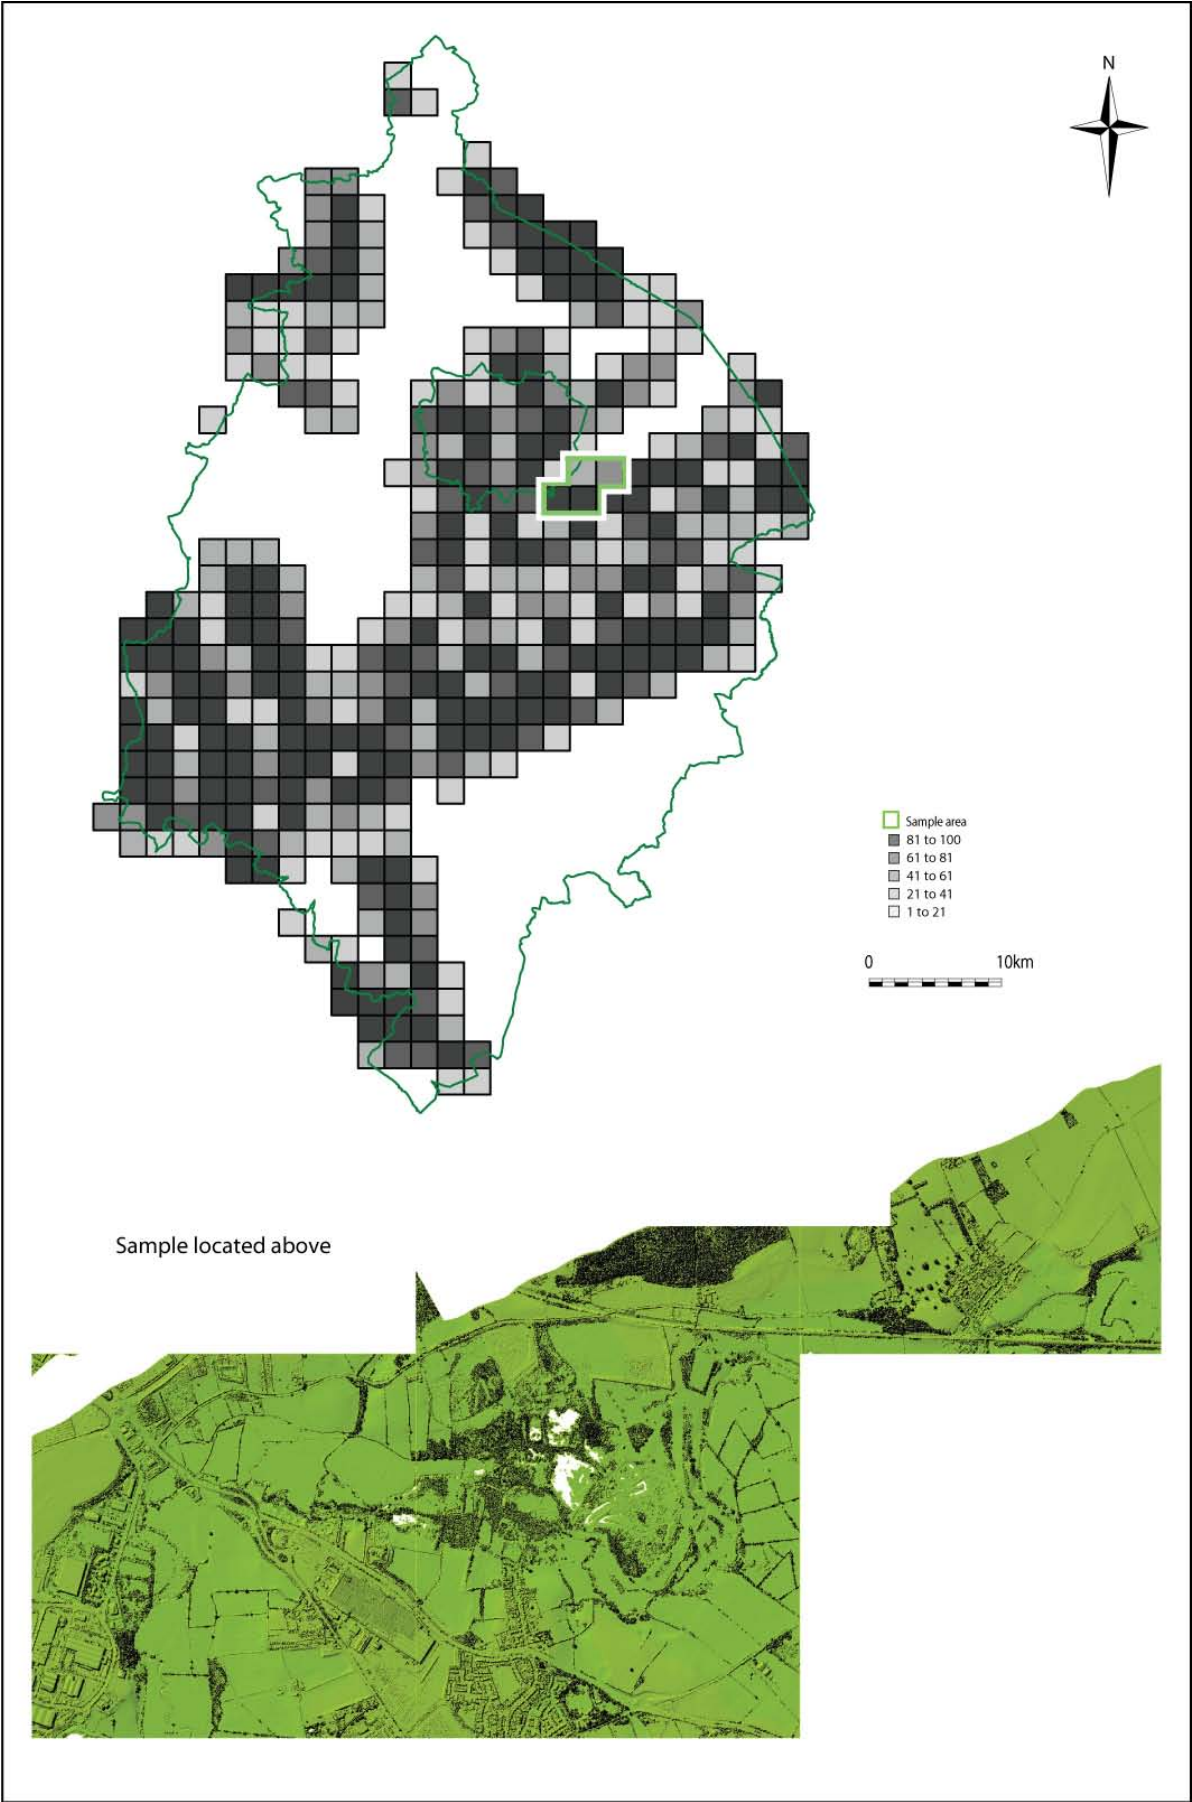 N
Sample area
81 to 100
61 to 81
41 to 61
21 to 41
1 to 21
0 10km
Sample located above